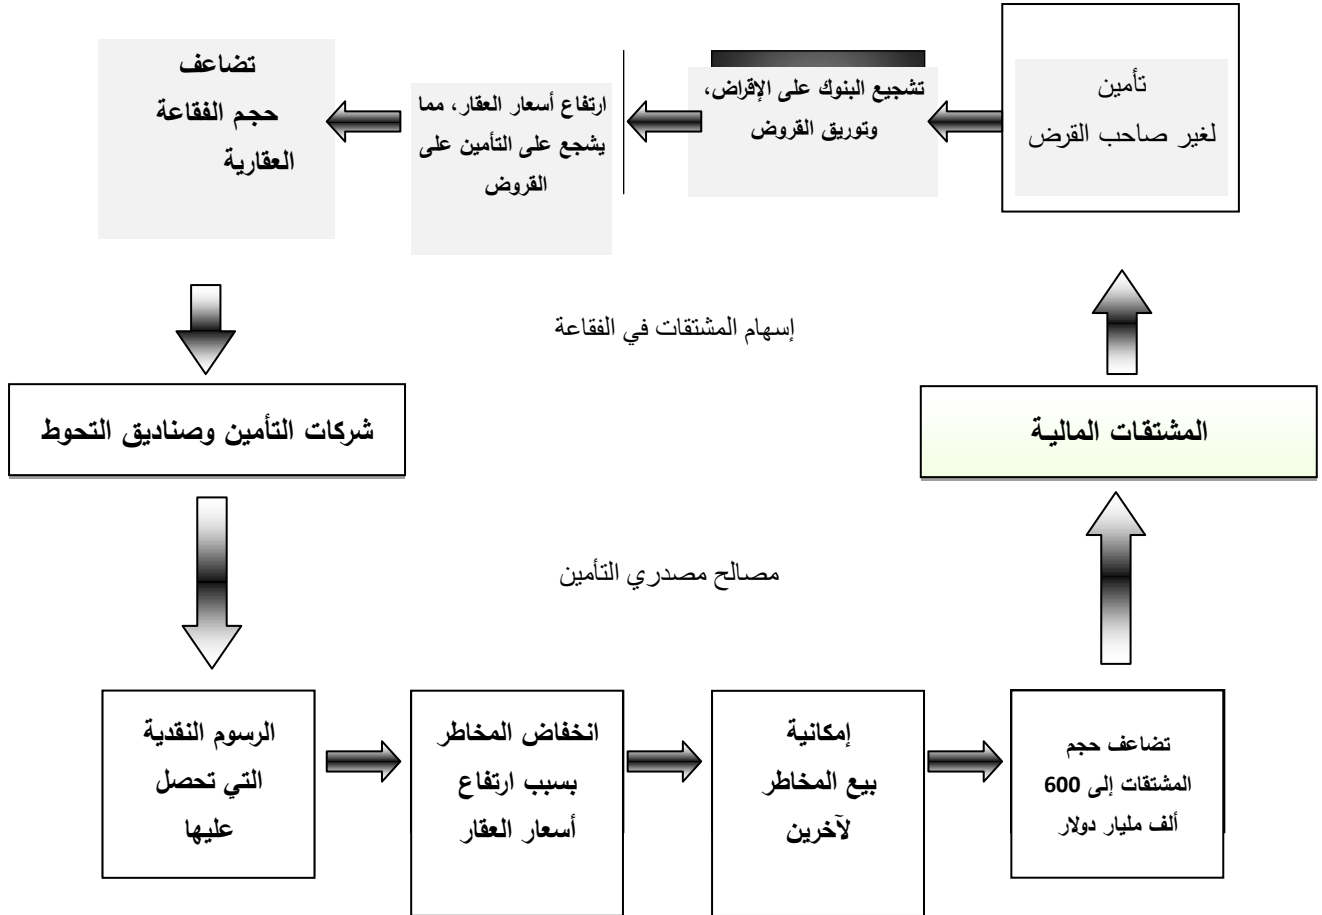 تأمين
لغير صاحب القرض
تشجيع البنوك على الإقراض،
وتوريق القروض
ارتفاع أسعار العقار، مما
يشجع على التأمين على
القروض
تضاعف
حجم الفقاعة
العقارية
إسهام المشتقات في الفقاعة
المشتقات المالية
شركات التأمين وصناديق التحوط
مصالح مصدري التأمين
الرسوم النقدية
التي تحصل
عليها
انخفاض المخاطر
بسبب ارتفاع
أسعار العقار
إمكانية
بيع المخاطر
لآخرين
تضاعف حجم
المشتقات إلى 600
ألف مليار دولار